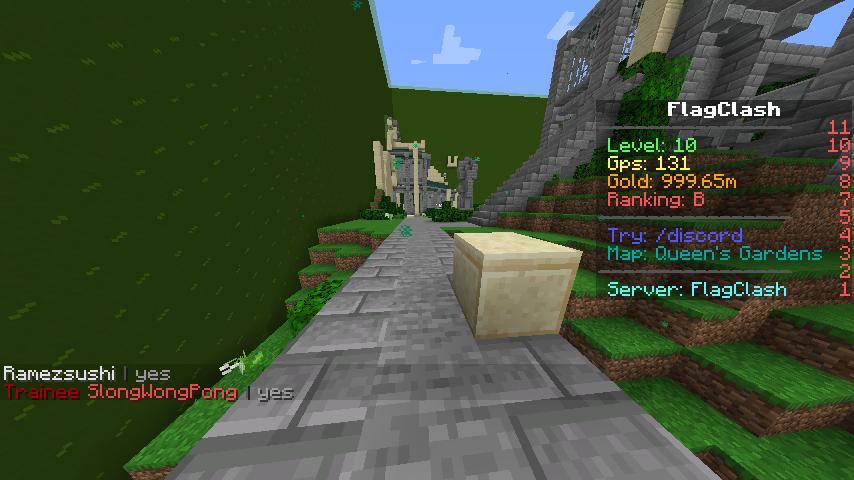 FlagClash
11
Level: 10 10
Gps: 131 9
Gold: 999.65m 8
Ranking: B 7
5
Try: /discord 4
Map: Queen's Gardens 3
2
Server: FlagClash 1
Ramezsushi | yes
Trainee SlongWongPong | yes